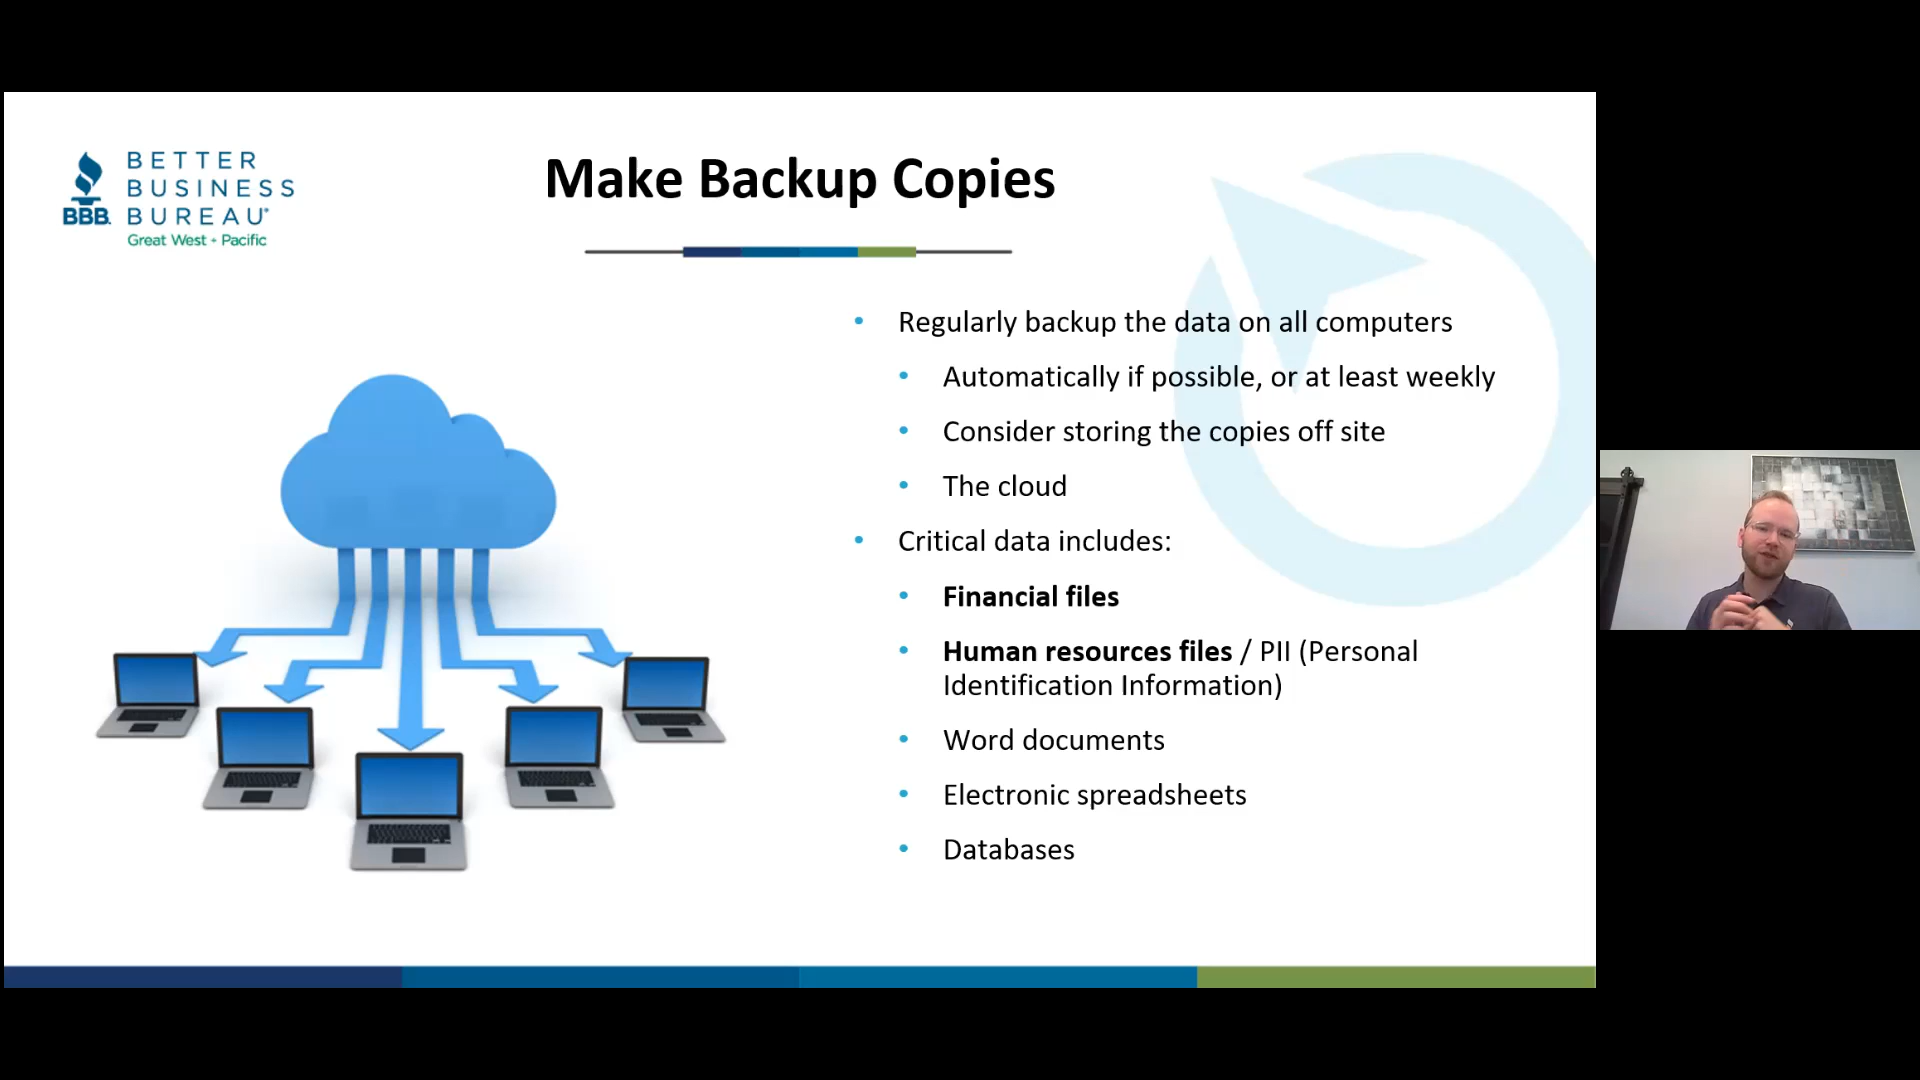 BETTER
BUSINESS
BBB. BUREAU®
Great West + Pacific
Make Backup Copies
• Regularly backup the data on all computers
• Automatically if possible, or at least weekly
• Consider storing the copies off site
• The cloud
• Critical data includes:
• Financial files
• Human resources files / PII (Personal
Identification Information)
• Word documents
• Electronic spreadsheets
• Databases